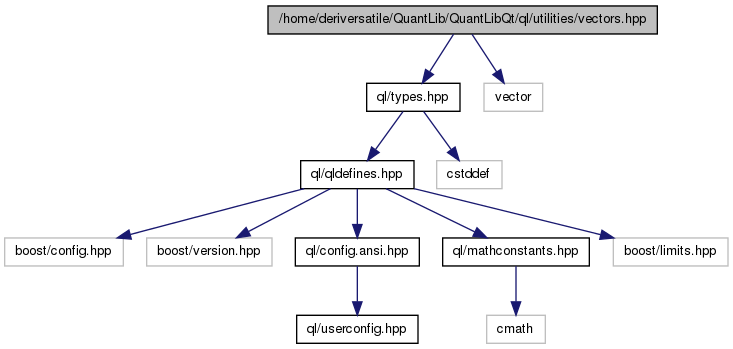 /home/deriversatile/QuantLib/QuantLibQt/ql/utilities/vectors.hpp
ql/types.hpp
vector
ql/qldefines.hpp
cstddef
boost/config.hpp
boost/version.hpp
ql/config.ansi.hpp
ql/mathconstants.hpp
boost/limits.hpp
ql/userconfig.hpp
cmath